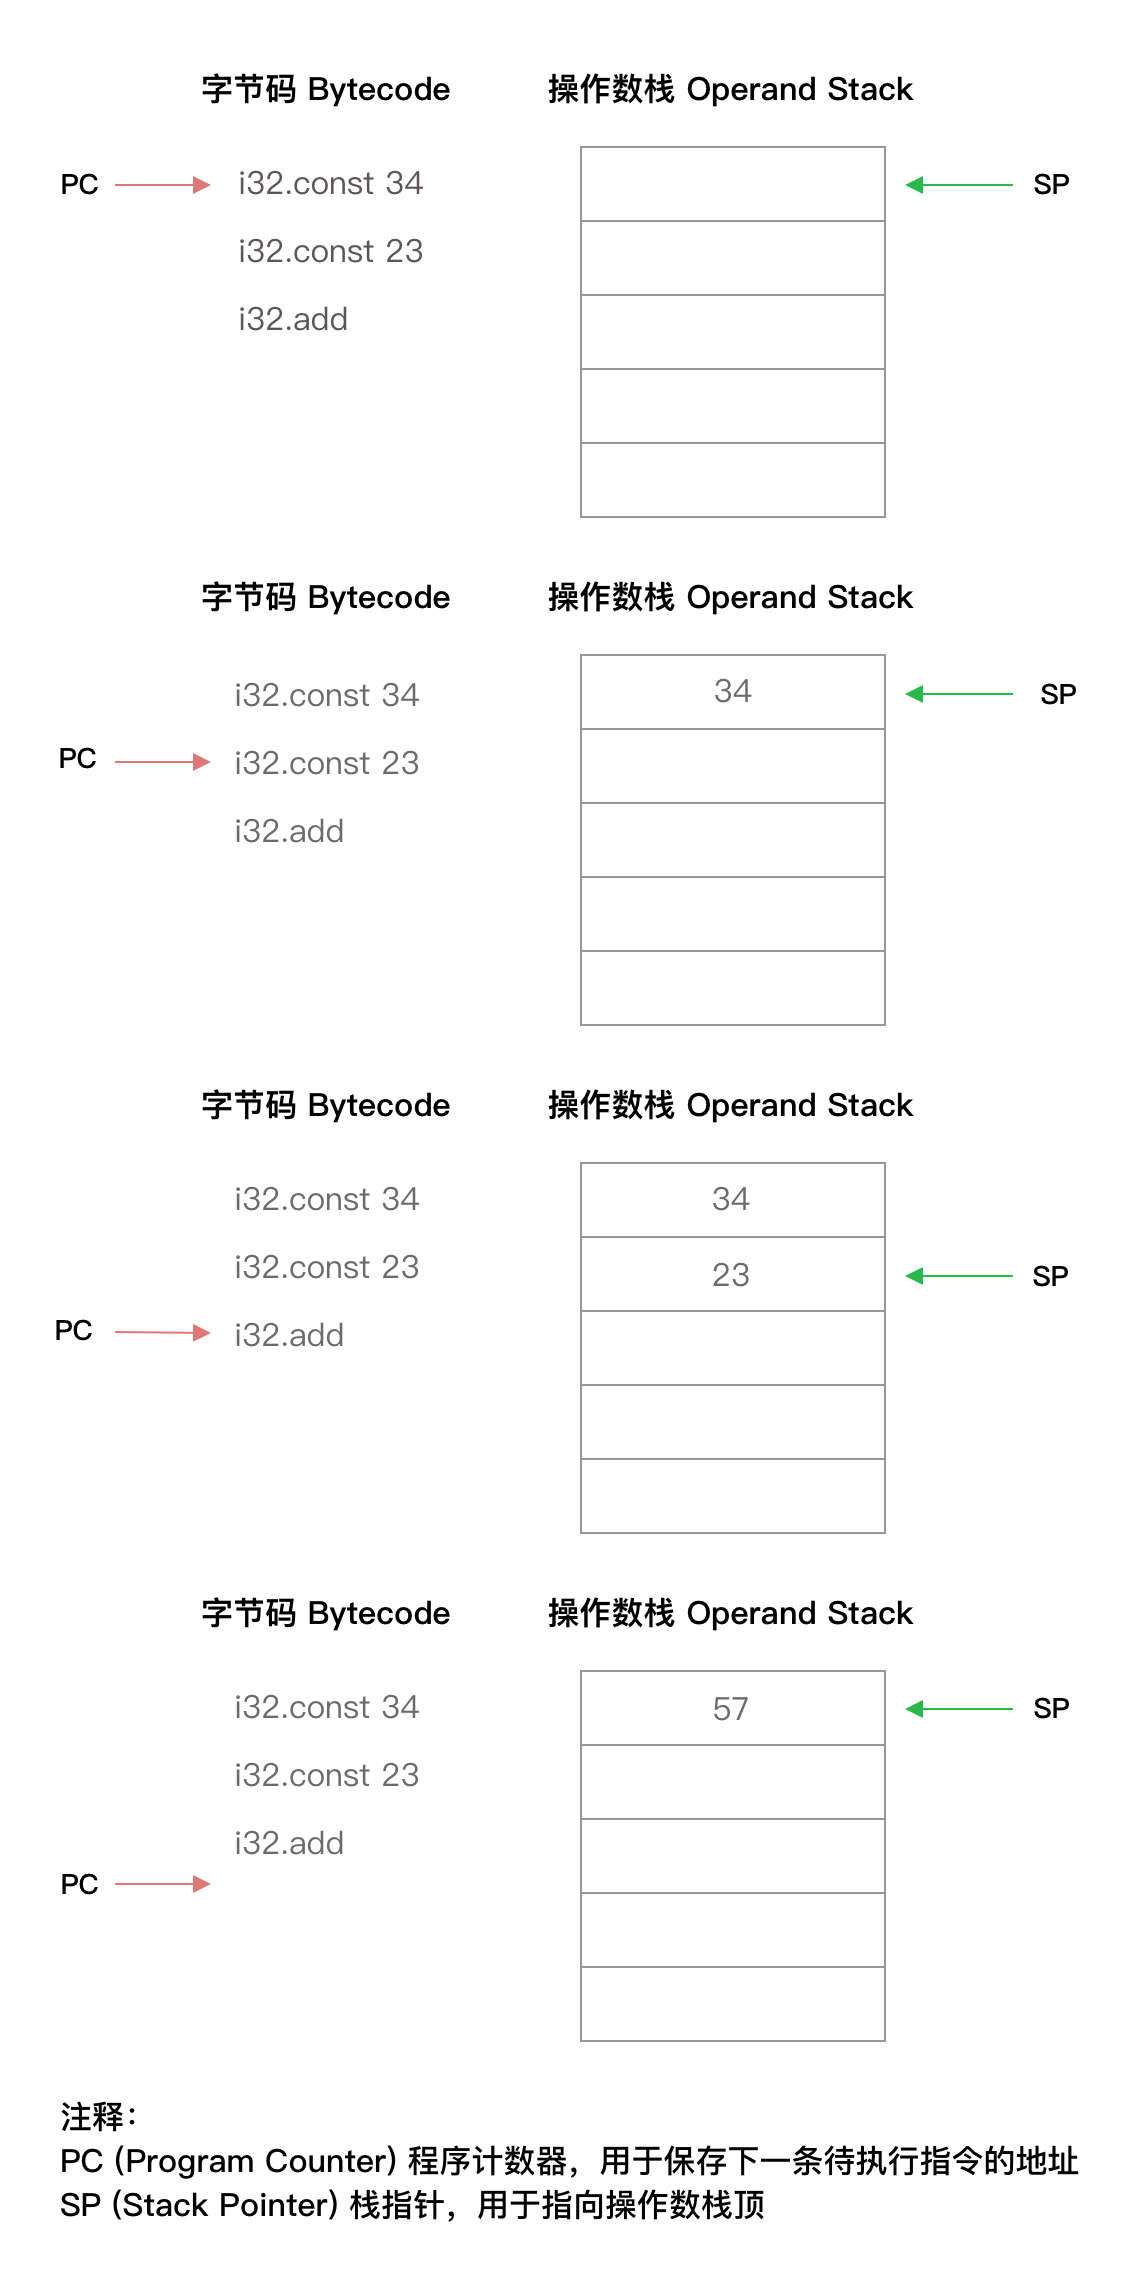 字节码 Bytecode 操作数栈 Operand Stack
PC i32.const 34 SP
i32.const 23
i32.add
字节码 Bytecode 操作数栈 Operand Stack
i32.const 34 34 SP
PC i32.const 23
i32.add
字节码 Bytecode 操作数栈 Operand Stack
i32.const 34 34
i32.const 23 23 SP
PC i32.add
字节码 Bytecode 操作数栈 Operand Stack
i32.const 34 57 SP
i32.const 23
i32.add
PC
注释：
PC (Program Counter) 程序计数器，用于保存下一条待执行指令的地址
SP (Stack Pointer) 栈指针，用于指向操作数栈顶